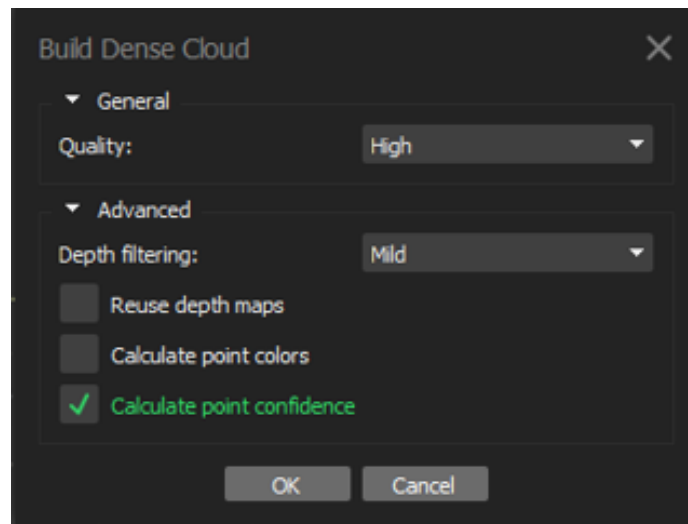 Build Dense Cloud
General
Quality: High
Advanced
Depth filtering: Mild
Reuse depth maps
Calculate point colors
Calculate point confidence
OK Cancel